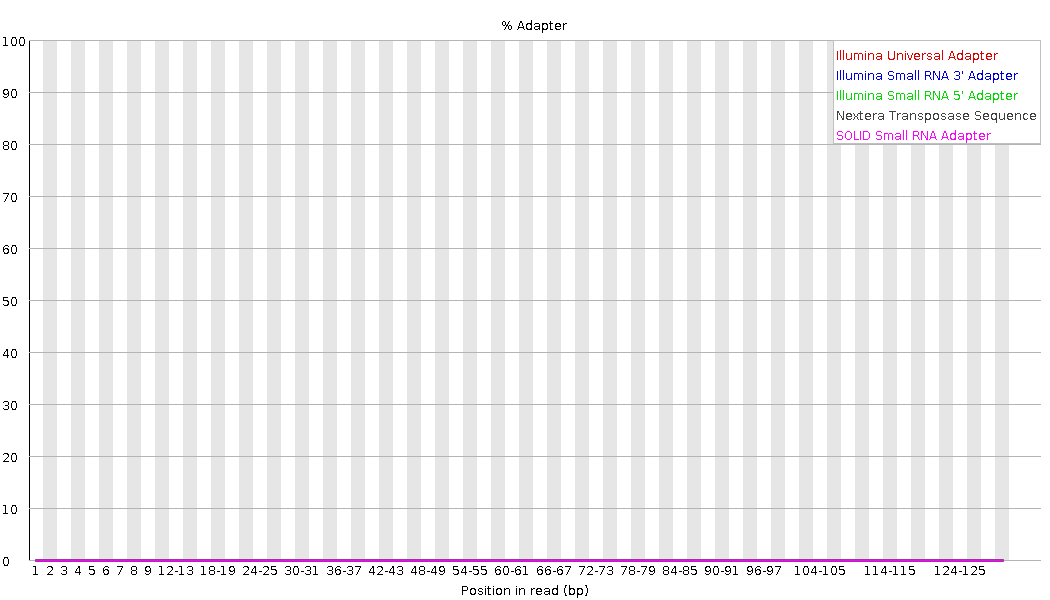 % Adapter
100
90
80
70
60
50
40
30
20
10
0
Illumina Universal Adapter
Illumina Small RNA 3' Adapter
Illumina Small RNA 5' Adapter
Nextera Transposase Sequence
SOLID Small RNA Adapter
1 2 3 4 5 6 7 8 9 12-13 18-19 24-25 30-31 36-37 42-43 48-49 54-55 60-61 66-67 72-73 78-79 84-85 90-91 96-97 104-105 114-115 124-125
Position in read (bp)